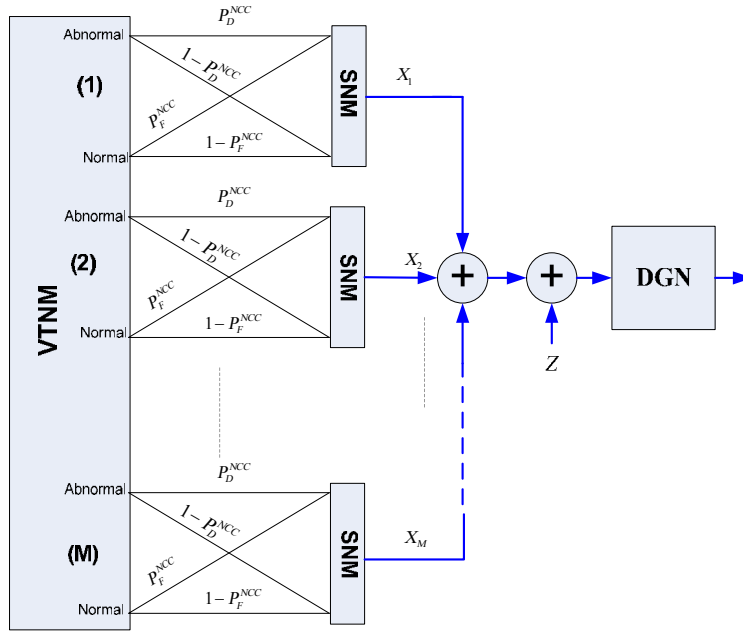 VTNM
Abnormal
(1)
Normal
P_D^{NCC}
1 - P_D^{NCC}
P_F^{NCC}
1 - P_F^{NCC}
SNM
X_1
Abnormal
(2)
Normal
P_D^{NCC}
1 - P_D^{NCC}
P_F^{NCC}
1 - P_F^{NCC}
SNM
X_2
+
+
Z
DGN
Abnormal
(M)
Normal
P_D^{NCC}
1 - P_D^{NCC}
P_F^{NCC}
1 - P_F^{NCC}
SNM
X_M